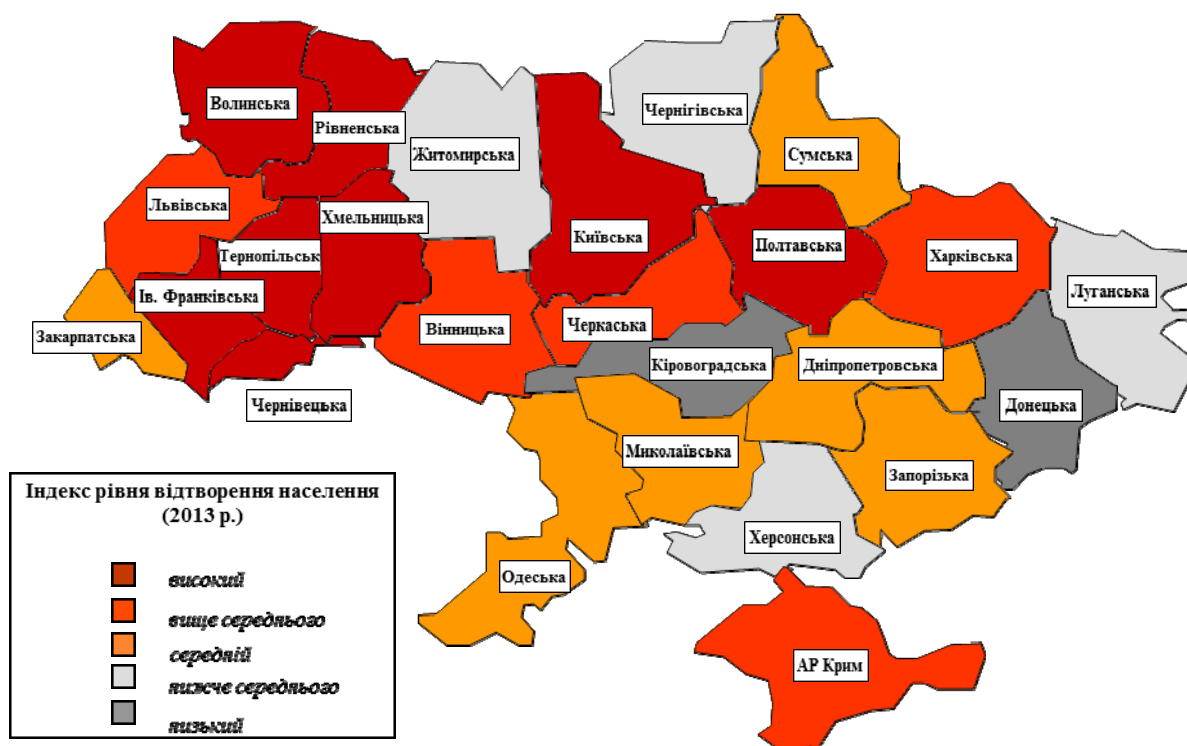 Волинська
Рівненська
Житомирська
Чернігівська
Сумська
Львівська
Хмельницька
Тернопільськ
Київська
Полтавська
Харківська
Луганська
Ів. Франківська
Закарпатська
Вінницька
Черкаська
Кіровоградська
Дніпропетровська
Донецька
Чернівецька
Миколаївська
Запорізька
Херсонська
Одеська
АР Крим
Індекс рівня відтворення населення
(2013 р.)
високий
вище середнього
середній
нижче середнього
низький